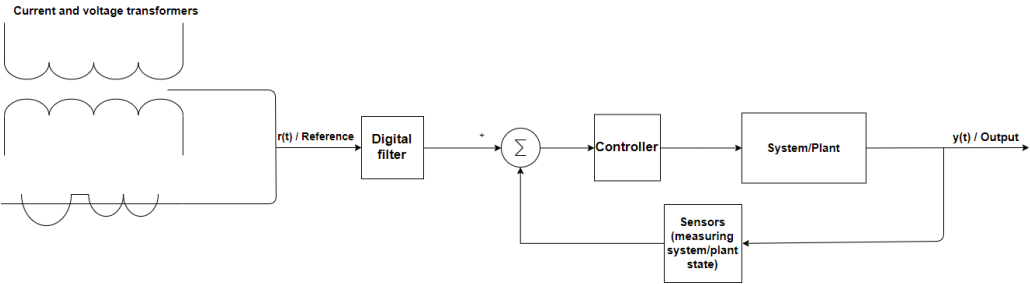 Current and voltage transformers
r(t) / Reference
Digital
filter
+
Σ
Controller
System/Plant
y(t) / Output
Sensors
(measuring
system/plant
state)